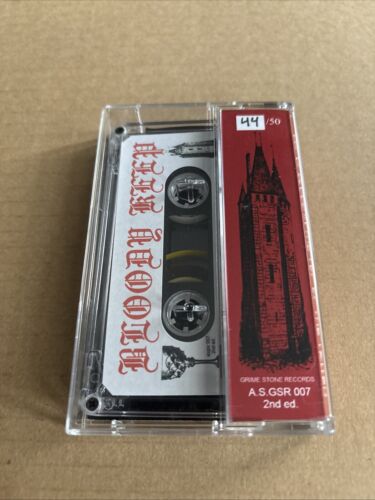 BLOODY KEEP
44 /50
GRIME STONE RECORDS
A.S.GSR 007
2nd ed.